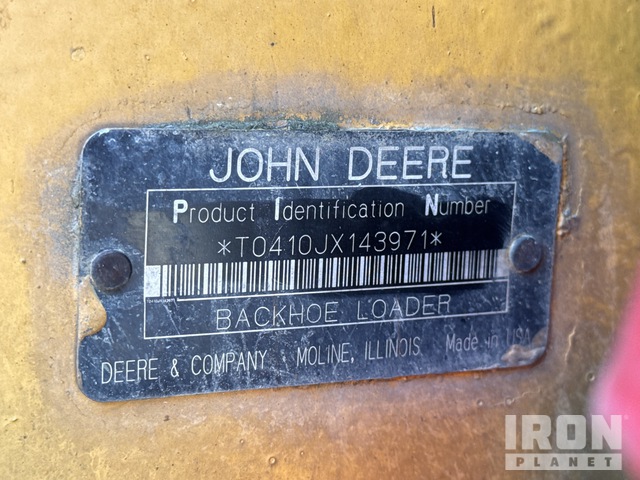 JOHN DEERE
Product Identification Number
*T0410JX143971*
BACKHOE LOADER
DEERE & COMPANY MOLINE, ILLINOIS Made in USA
IRON
PLANET